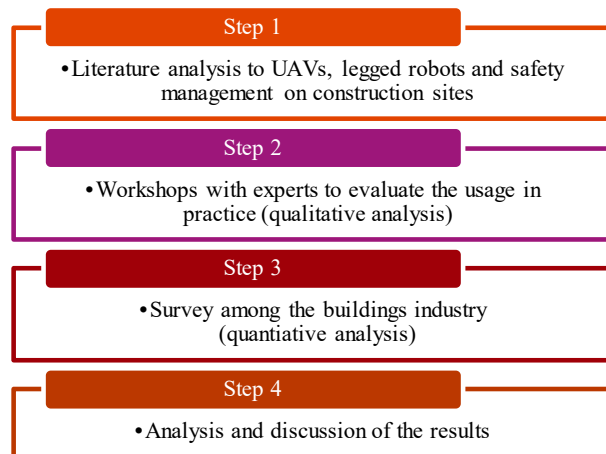 Step 1
•Literature analysis to UAVs, legged robots and safety
management on construction sites
Step 2
•Workshops with experts to evaluate the usage in
practice (qualitative analysis)
Step 3
•Survey among the buildings industry
(quantiative analysis)
Step 4
•Analysis and discussion of the results